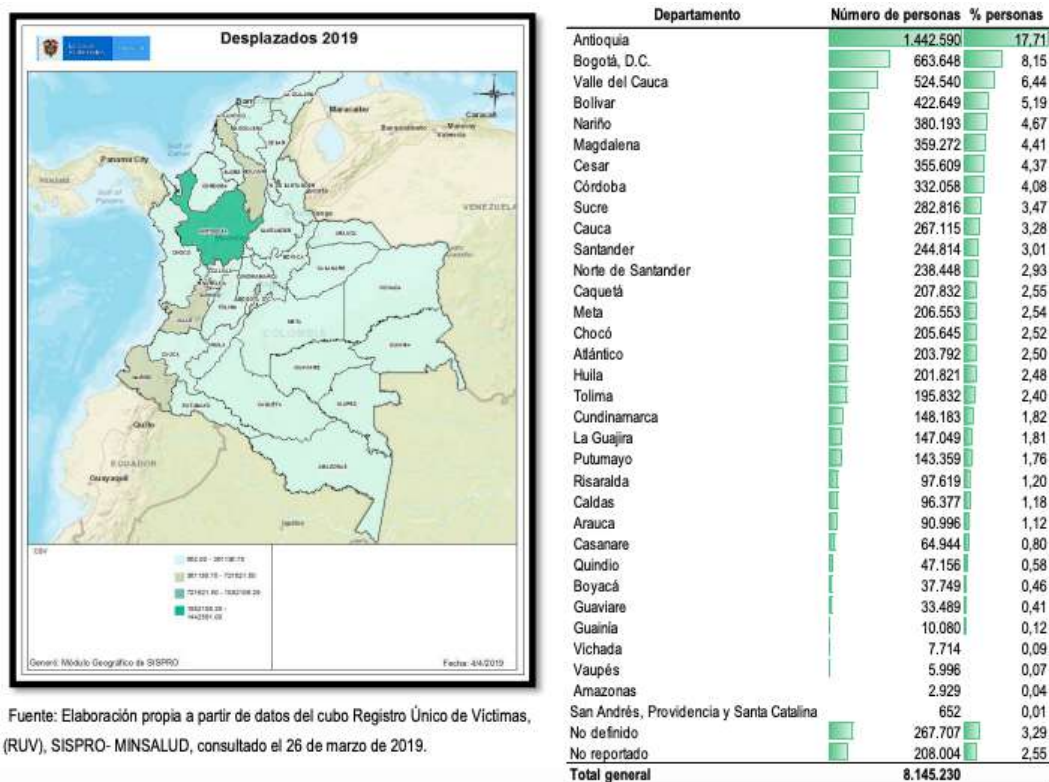 Desplazados 2019
Panama City
Maracaibo
Caracas
Barquisimeto
Valencia
VENEZUELA
COLOMBIA
Quito
ECUADOR
Guayaquil
Iquitos
AMAZONAS
Generó: Módulo Geográfico de SISPRO
Fecha: 4/4/2019
Fuente: Elaboración propia a partir de datos del cubo Registro Único de Víctimas,
(RUV), SISPRO- MINSALUD, consultado el 26 de marzo de 2019.
Departamento Número de personas % personas
Antioquia 1.442.590 17,71
Bogotá, D.C. 663.648 8,15
Valle del Cauca 524.540 6,44
Bolívar 422.649 5,19
Nariño 380.193 4,67
Magdalena 359.272 4,41
Cesar 355.609 4,37
Córdoba 332.058 4,08
Sucre 282.816 3,47
Cauca 267.115 3,28
Santander 244.814 3,01
Norte de Santander 238.448 2,93
Caquetá 207.832 2,55
Meta 206.553 2,54
Chocó 205.645 2,52
Atlántico 203.792 2,50
Huila 201.821 2,48
Tolima 195.832 2,40
Cundinamarca 148.183 1,82
La Guajira 147.049 1,81
Putumayo 143.359 1,76
Risaralda 97.619 1,20
Caldas 96.377 1,18
Arauca 90.996 1,12
Casanare 64.944 0,80
Quindio 47.156 0,58
Boyacá 37.749 0,46
Guaviare 33.489 0,41
Guainía 10.080 0,12
Vichada 7.714 0,09
Vaupés 5.996 0,07
Amazonas 2.929 0,04
San Andrés, Providencia y Santa Catalina 652 0,01
No definido 267.707 3,29
No reportado 208.004 2,55
Total general 8.145.230